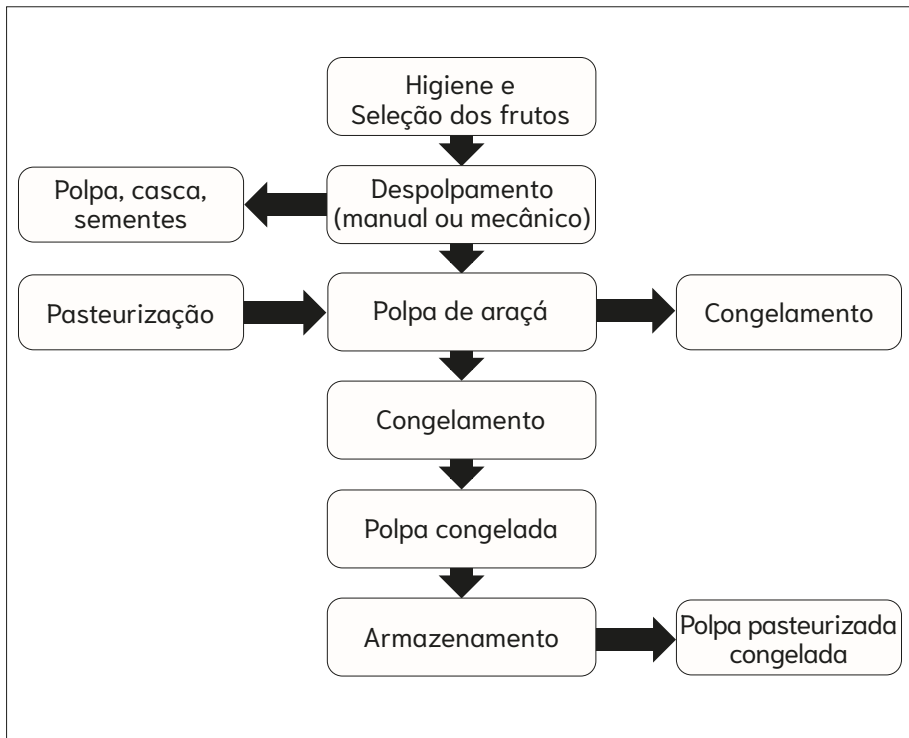 Higiene e
Seleção dos frutos
Polpa, casca,
sementes
Despolpamento
(manual ou mecânico)
Pasteurização
Polpa de araçá
Congelamento
Congelamento
Polpa congelada
Armazenamento
Polpa pasteurizada
congelada